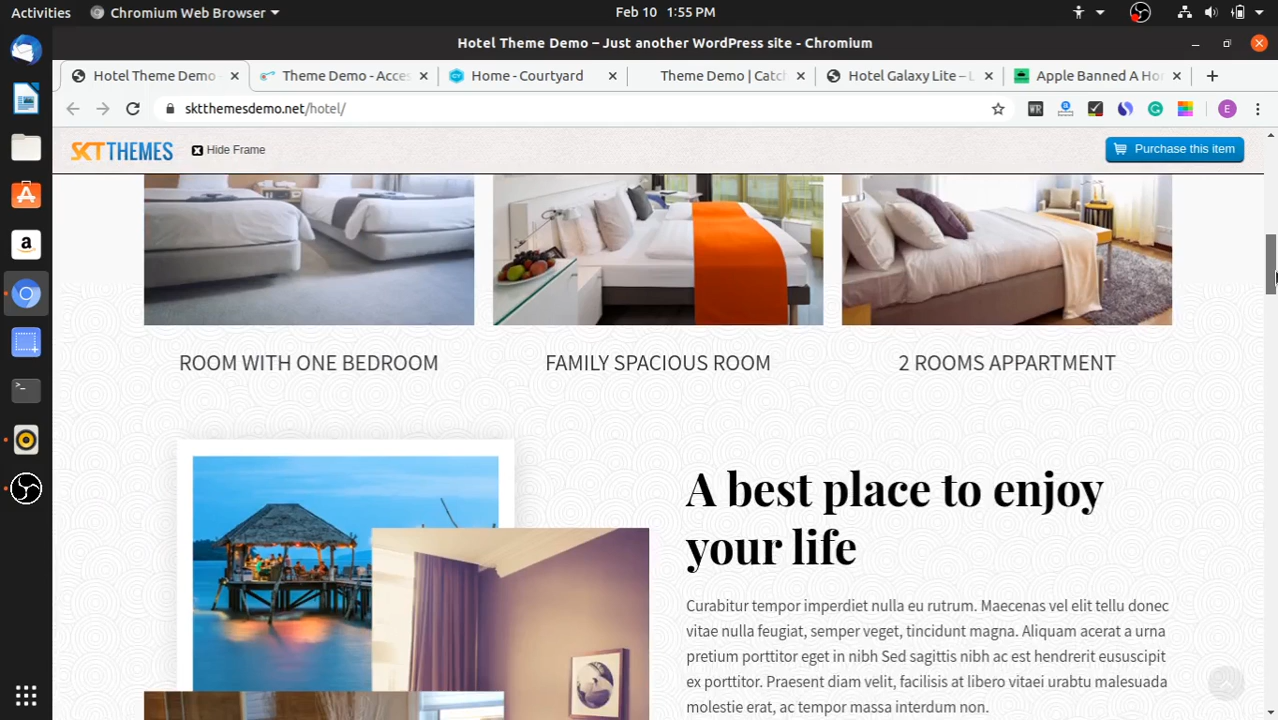 Activities Chromium Web Browser Feb 10 1:55 PM
Hotel Theme Demo – Just another WordPress site - Chromium
Hotel Theme Demo Theme Demo - Acces Home - Courtyard Theme Demo | Catch Hotel Galaxy Lite – L Apple Banned A Ho
sktthemesdemo.net/hotel/ WR E
SKT THEMES Hide Frame Purchase this item
ROOM WITH ONE BEDROOM FAMILY SPACIOUS ROOM 2 ROOMS APPARTMENT
A best place to enjoy
your life
Curabitur tempor imperdiet nulla eu rutrum. Maecenas vel elit tellu donec
vitae nulla feugiat, semper veget, tincidunt magna. Aliquam acerat a urna
pretium porttitor eget in nibh Sed sagittis nibh ac est hendrerit eususcipit
ex porttitor. Praesent diam velit, facilisis at libero vitaei urabtu malesuada
molestie erat, ac tempor massa interdum non.